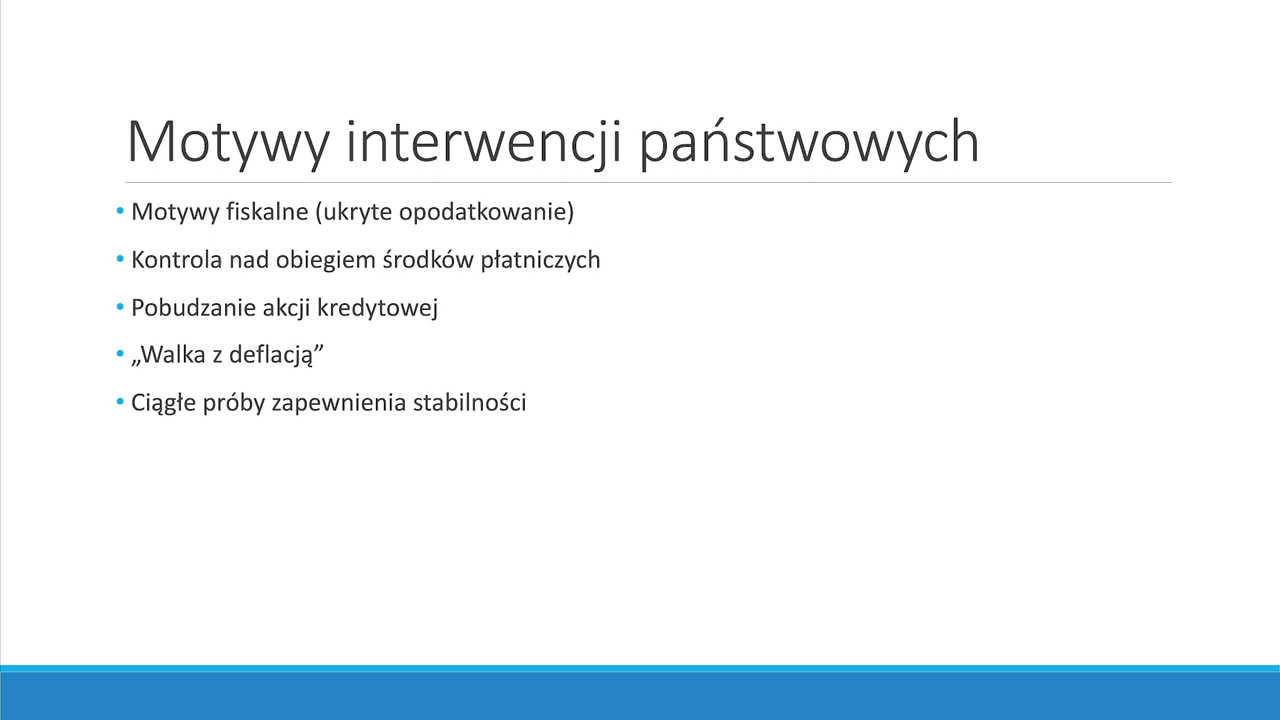 Motywy interwencji państwowych
• Motywy fiskalne (ukryte opodatkowanie)
• Kontrola nad obiegiem środków płatniczych
• Pobudzanie akcji kredytowej
• „Walka z deflacją”
• Ciągłe próby zapewnienia stabilności